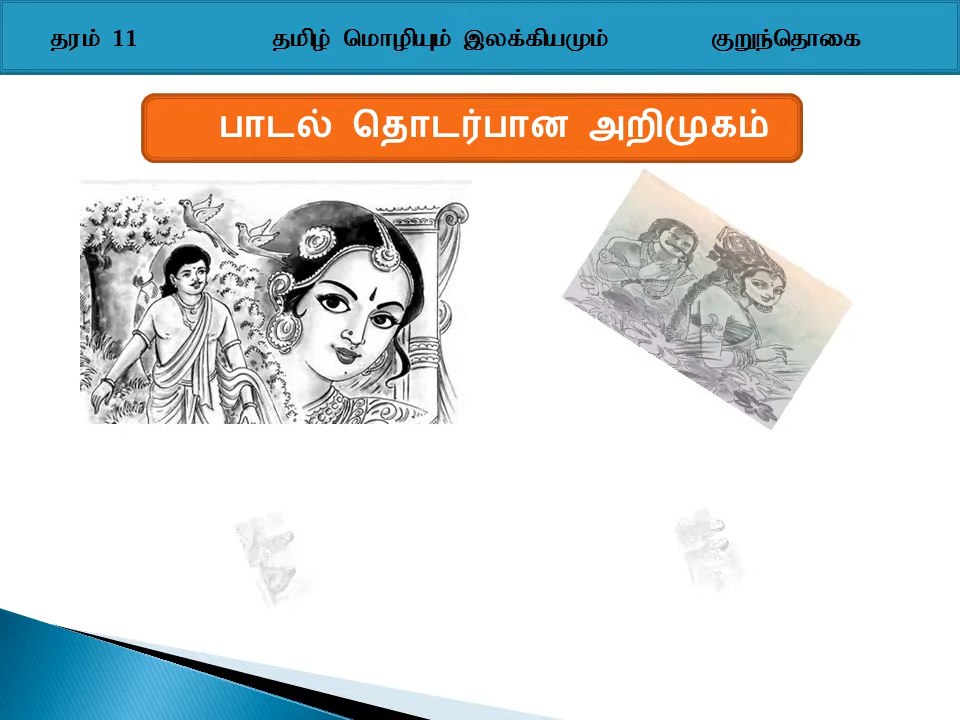 தரம் 11 தமிழ் மொழியும் இலக்கியமும் குறுந்தொகை
பாடல் தொடர்பான அறிமுகம்